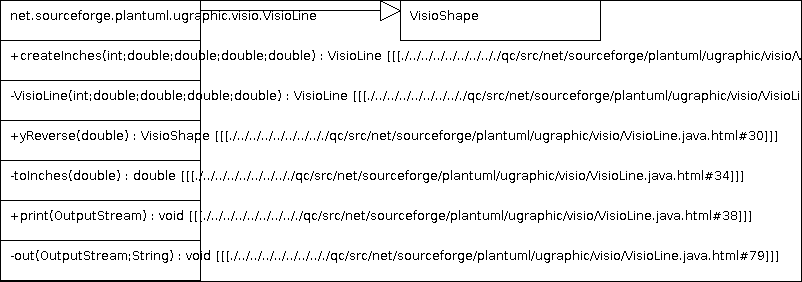 net.sourceforge.plantuml.ugraphic.visio.VisioLine
VisioShape
+createInches(int;double;double;double;double) : VisioLine [[[./../../../../../../../../qc/src/net/sourceforge/plantuml/ugraphic/visio/V
-VisioLine(int;double;double;double;double) : VisioLine [[[./../../../../../../../../qc/src/net/sourceforge/plantuml/ugraphic/visio/VisioLi
+yReverse(double) : VisioShape [[[./../../../../../../../../qc/src/net/sourceforge/plantuml/ugraphic/visio/VisioLine.java.html#30]]]
-toInches(double) : double [[[./../../../../../../../../qc/src/net/sourceforge/plantuml/ugraphic/visio/VisioLine.java.html#34]]]
+print(OutputStream) : void [[[./../../../../../../../../qc/src/net/sourceforge/plantuml/ugraphic/visio/VisioLine.java.html#38]]]
-out(OutputStream;String) : void [[[./../../../../../../../../qc/src/net/sourceforge/plantuml/ugraphic/visio/VisioLine.java.html#79]]]